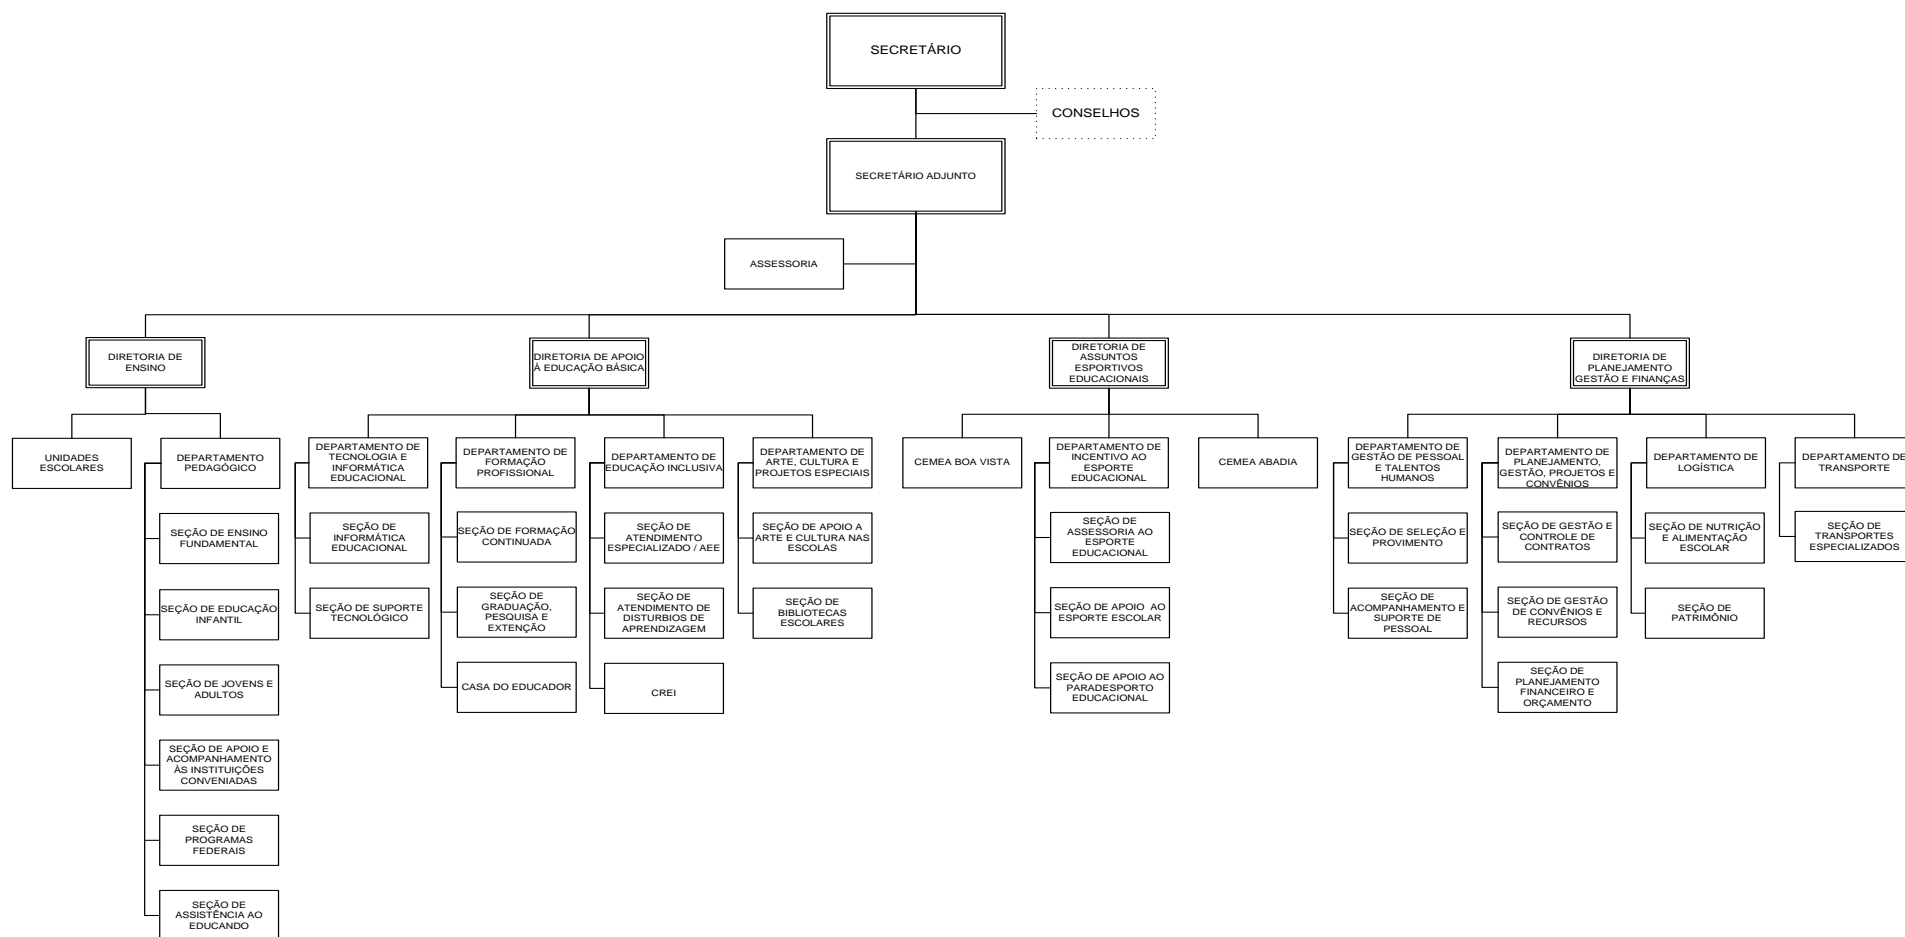 SECRETÁRIO
CONSELHOS
SECRETÁRIO ADJUNTO
ASSESSORIA
DIRETORIA DE
ENSINO
DIRETORIA DE APOIO
À EDUCAÇÃO BÁSICA
DIRETORIA DE
ASSUNTOS
ESPORTIVOS
EDUCACIONAIS
DIRETORIA DE
PLANEJAMENTO
GESTÃO E FINANÇAS
UNIDADES
ESCOLARES
DEPARTAMENTO
PEDAGÓGICO
DEPARTAMENTO DE
TECNOLOGIA E
INFORMÁTICA
EDUCACIONAL
DEPARTAMENTO DE
FORMAÇÃO
PROFISSIONAL
DEPARTAMENTO DE
EDUCAÇÃO INCLUSIVA
DEPARTAMENTO DE
ARTE, CULTURA E
PROJETOS ESPECIAIS
CEMEA BOA VISTA
DEPARTAMENTO DE
INCENTIVO AO
ESPORTE
EDUCACIONAL
CEMEA ABADIA
DEPARTAMENTO DE
GESTÃO DE PESSOAL
E TALENTOS
HUMANOS
DEPARTAMENTO DE
PLANEJAMENTO,
GESTÃO, PROJETOS E
CONVÊNIOS
DEPARTAMENTO DE
LOGÍSTICA
DEPARTAMENTO DE
TRANSPORTE
SEÇÃO DE ENSINO
FUNDAMENTAL
SEÇÃO DE
INFORMÁTICA
EDUCACIONAL
SEÇÃO DE FORMAÇÃO
CONTINUADA
SEÇÃO DE
ATENDIMENTO
ESPECIALIZADO / AEE
SEÇÃO DE APOIO A
ARTE E CULTURA NAS
ESCOLAS
SEÇÃO DE
ASSESSORIA AO
ESPORTE
EDUCACIONAL
SEÇÃO DE SELEÇÃO E
PROVIMENTO
SEÇÃO DE GESTÃO E
CONTROLE DE
CONTRATOS
SEÇÃO DE NUTRIÇÃO
E ALIMENTAÇÃO
ESCOLAR
SEÇÃO DE
TRANSPORTES
ESPECIALIZADOS
SEÇÃO DE EDUCAÇÃO
INFANTIL
SEÇÃO DE SUPORTE
TECNOLÓGICO
SEÇÃO DE
GRADUAÇÃO,
PESQUISA E
EXTENÇÃO
SEÇÃO DE
ATENDIMENTO DE
DISTURBIOS DE
APRENDIZAGEM
SEÇÃO DE
BIBLIOTECAS
ESCOLARES
SEÇÃO DE APOIO AO
ESPORTE ESCOLAR
SEÇÃO DE
ACOMPANHAMENTO E
SUPORTE DE
PESSOAL
SEÇÃO DE GESTÃO
DE CONVÊNIOS E
RECURSOS
SEÇÃO DE
PATRIMÔNIO
SEÇÃO DE JOVENS E
ADULTOS
CASA DO EDUCADOR
CREI
SEÇÃO DE APOIO AO
PARADESPORTO
EDUCACIONAL
SEÇÃO DE
PLANEJAMENTO
FINANCEIRO E
ORÇAMENTO
SEÇÃO DE APOIO E
ACOMPANHAMENTO
ÀS INSTITUIÇÕES
CONVENIADAS
SEÇÃO DE
PROGRAMAS
FEDERAIS
SEÇÃO DE
ASSISTÊNCIA AO
EDUCANDO